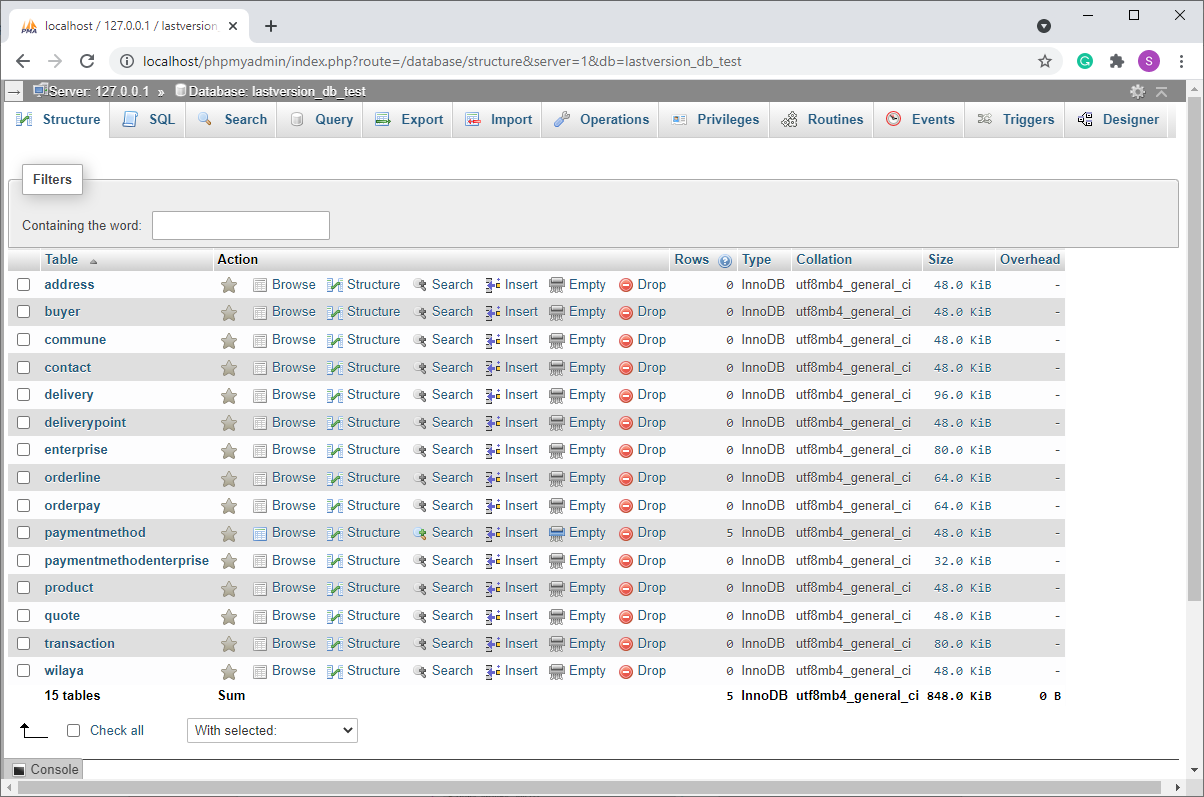 localhost / 127.0.0.1 / lastversion_
localhost/phpmyadmin/index.php?route=/database/structure&server=1&db=lastversion_db_test
G S
Server: 127.0.0.1 » Database: lastversion_db_test
Structure SQL Search Query Export Import Operations Privileges Routines Events Triggers Designer
Filters
Containing the word:
Table Action Rows Type Collation Size Overhead
address Browse Structure Search Insert Empty Drop 0 InnoDB utf8mb4_general_ci 48.0 KiB -
buyer Browse Structure Search Insert Empty Drop 0 InnoDB utf8mb4_general_ci 48.0 KiB -
commune Browse Structure Search Insert Empty Drop 0 InnoDB utf8mb4_general_ci 48.0 KiB -
contact Browse Structure Search Insert Empty Drop 0 InnoDB utf8mb4_general_ci 48.0 KiB -
delivery Browse Structure Search Insert Empty Drop 0 InnoDB utf8mb4_general_ci 96.0 KiB -
deliverypoint Browse Structure Search Insert Empty Drop 0 InnoDB utf8mb4_general_ci 48.0 KiB -
enterprise Browse Structure Search Insert Empty Drop 0 InnoDB utf8mb4_general_ci 80.0 KiB -
orderline Browse Structure Search Insert Empty Drop 0 InnoDB utf8mb4_general_ci 64.0 KiB -
orderpay Browse Structure Search Insert Empty Drop 0 InnoDB utf8mb4_general_ci 64.0 KiB -
paymentmethod Browse Structure Search Insert Empty Drop 5 InnoDB utf8mb4_general_ci 48.0 KiB -
paymentmethodenterprise Browse Structure Search Insert Empty Drop 0 InnoDB utf8mb4_general_ci 32.0 KiB -
product Browse Structure Search Insert Empty Drop 0 InnoDB utf8mb4_general_ci 48.0 KiB -
quote Browse Structure Search Insert Empty Drop 0 InnoDB utf8mb4_general_ci 48.0 KiB -
transaction Browse Structure Search Insert Empty Drop 0 InnoDB utf8mb4_general_ci 80.0 KiB -
wilaya Browse Structure Search Insert Empty Drop 0 InnoDB utf8mb4_general_ci 48.0 KiB -
15 tables Sum 5 InnoDB utf8mb4_general_ci 848.0 KiB 0 B
Check all With selected:
Console